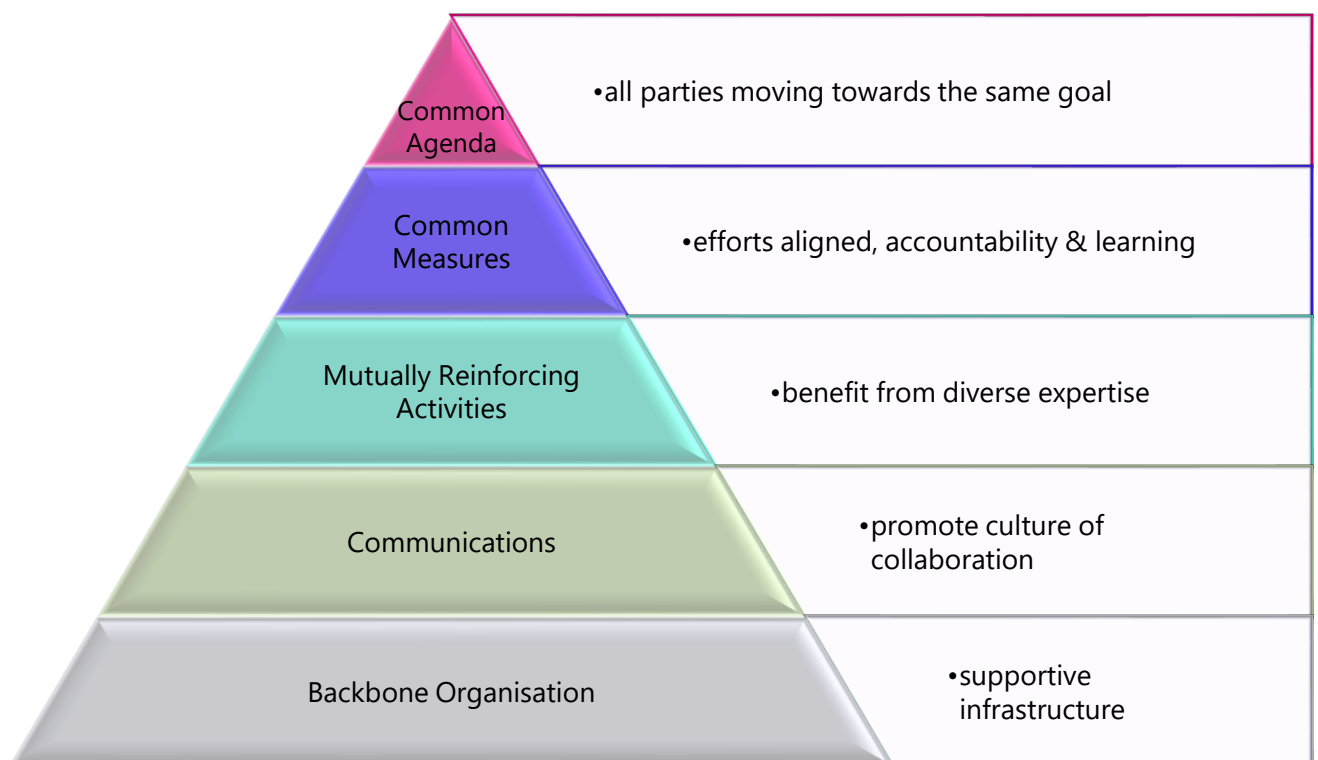 Common
Agenda
•all parties moving towards the same goal
Common
Measures
•efforts aligned, accountability & learning
Mutually Reinforcing
Activities
•benefit from diverse expertise
Communications
•promote culture of
collaboration
Backbone Organisation
•supportive
infrastructure